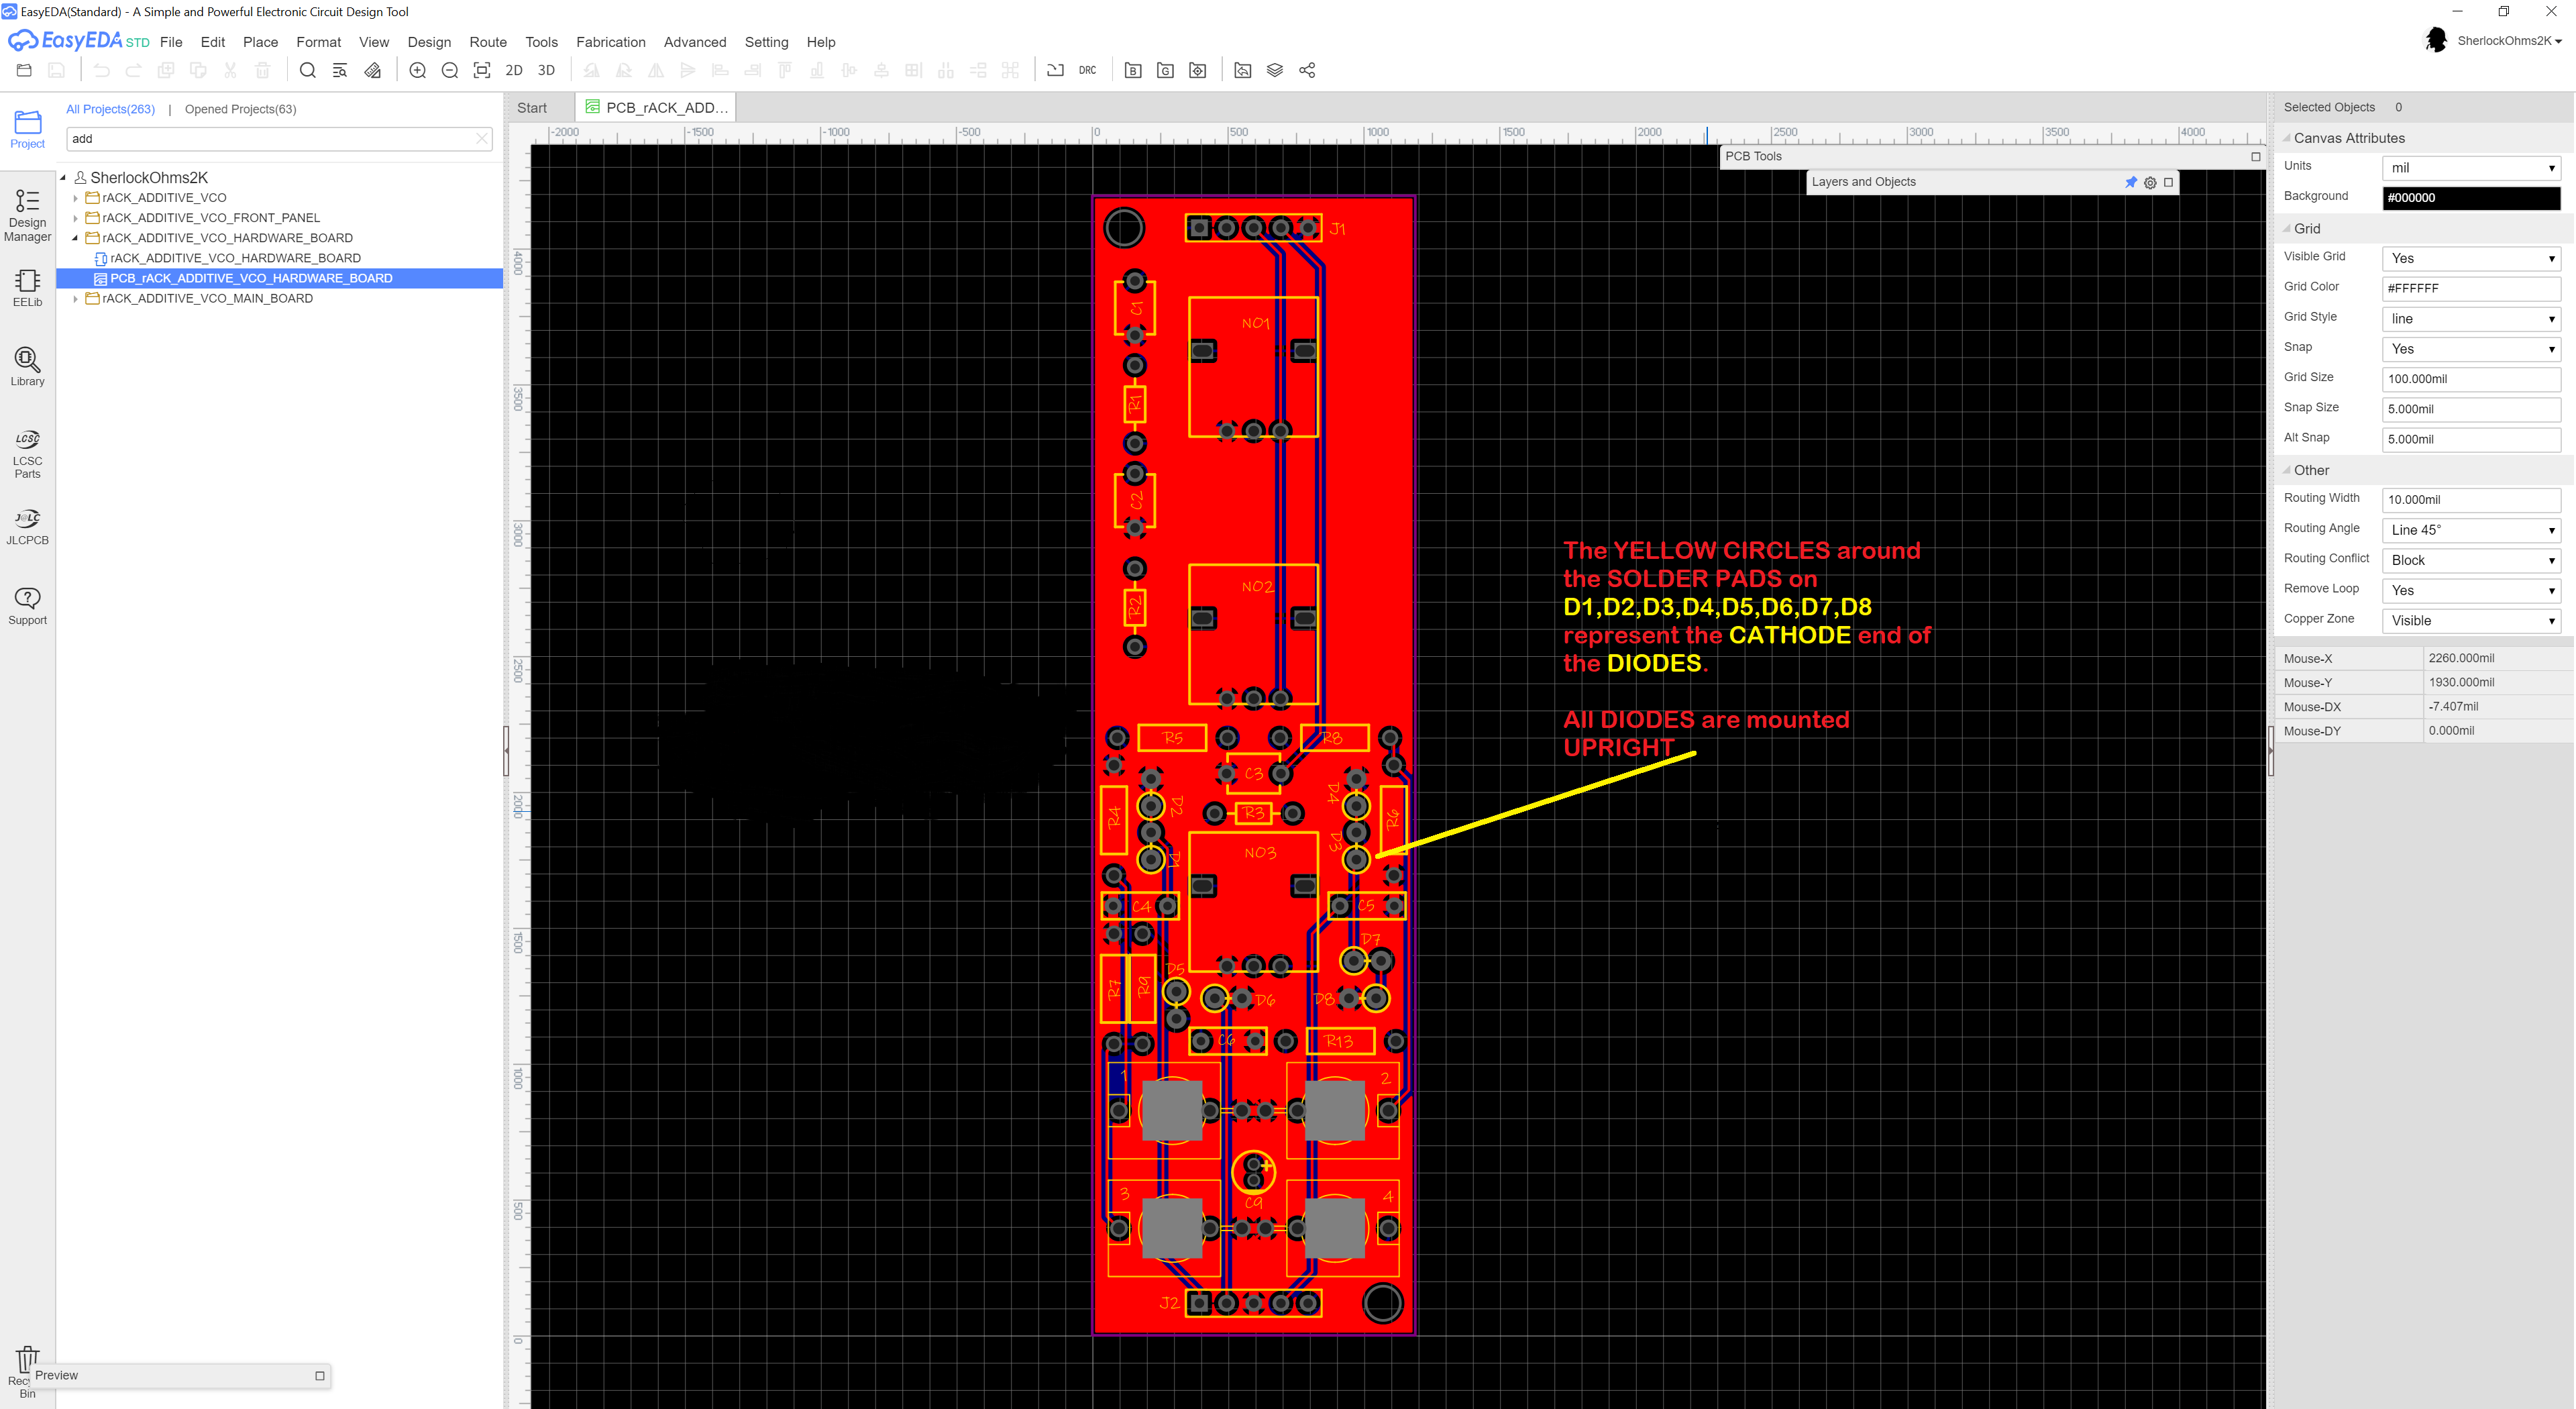 EasyEDA(Standard) - A Simple and Powerful Electronic Circuit Design Tool
EasyEDA STD File Edit Place Format View Design Route Tools Fabrication Advanced Setting Help
SherlockOhms2K
2D 3D DRC B G
All Projects(263) | Opened Projects(63)
add
Project
Design Manager
EELib
Library
LCSC
LCSC Parts
J@LC
JLCPCB
Support
Recy
Bin
SherlockOhms2K
rACK_ADDITIVE_VCO
rACK_ADDITIVE_VCO_FRONT_PANEL
rACK_ADDITIVE_VCO_HARDWARE_BOARD
rACK_ADDITIVE_VCO_HARDWARE_BOARD
PCB_rACK_ADDITIVE_VCO_HARDWARE_BOARD
rACK_ADDITIVE_VCO_MAIN_BOARD
Preview
Start
PCB_rACK_ADD...
-2000 -1500 -1000 -500 0 500 1000 1500 2000 2500 3000 3500 4000
4000
3500
3000
2500
2000
1500
1000
500
0
PCB Tools
Layers and Objects
J1
C1
NO1
R1
C2
NO2
R2
R5 R8
C3
D2 D4
R4 R3 R6
D1 D3
NO3
C4 C5
D7
D5
R7 R9
D6 D8
C6 R13
1 2
C9
3 4
J2
The YELLOW CIRCLES around
the SOLDER PADS on
D1,D2,D3,D4,D5,D6,D7,D8
represent the CATHODE end of
the DIODES.
All DIODES are mounted
UPRIGHT
Selected Objects 0
Canvas Attributes
Units mil
Background #000000
Grid
Visible Grid Yes
Grid Color #FFFFFF
Grid Style line
Snap Yes
Grid Size 100.000mil
Snap Size 5.000mil
Alt Snap 5.000mil
Other
Routing Width 10.000mil
Routing Angle Line 45°
Routing Conflict Block
Remove Loop Yes
Copper Zone Visible
Mouse-X 2260.000mil
Mouse-Y 1930.000mil
Mouse-DX -7.407mil
Mouse-DY 0.000mil